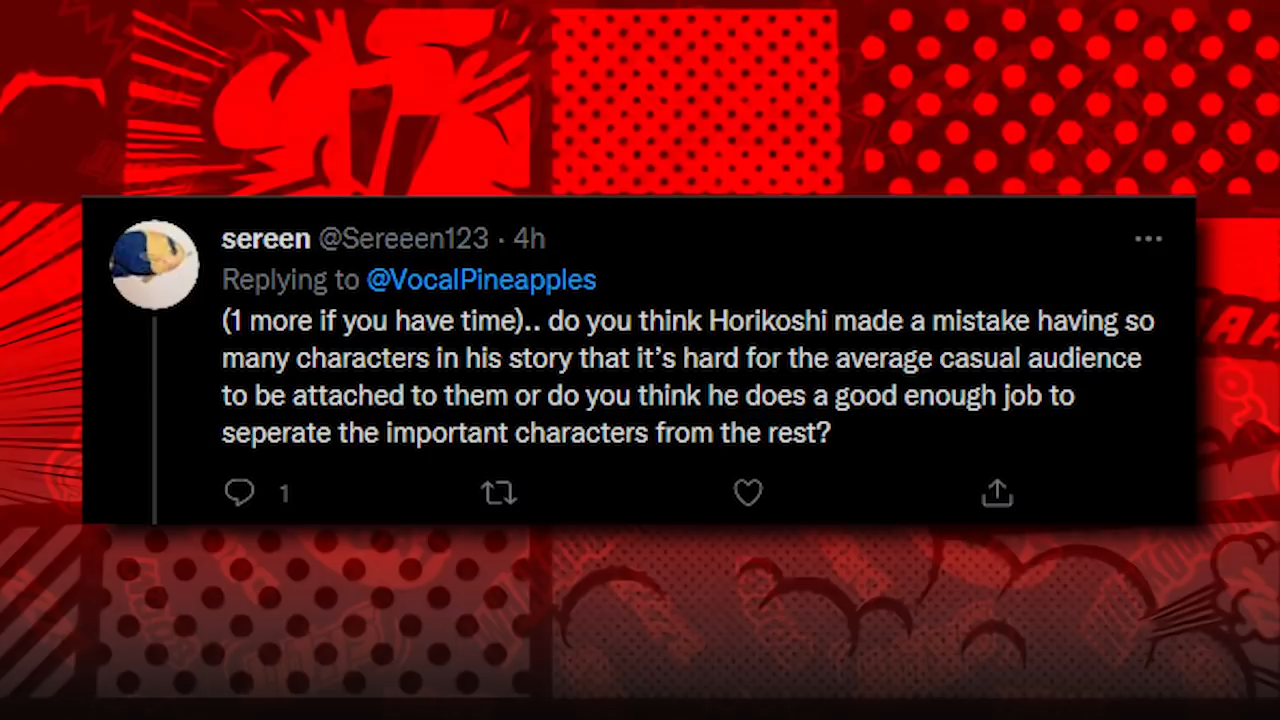 sereen @Sereeen123 · 4h
Replying to @VocalPineapples
(1 more if you have time).. do you think Horikoshi made a mistake having so
many characters in his story that it's hard for the average casual audience
to be attached to them or do you think he does a good enough job to
seperate the important characters from the rest?
1